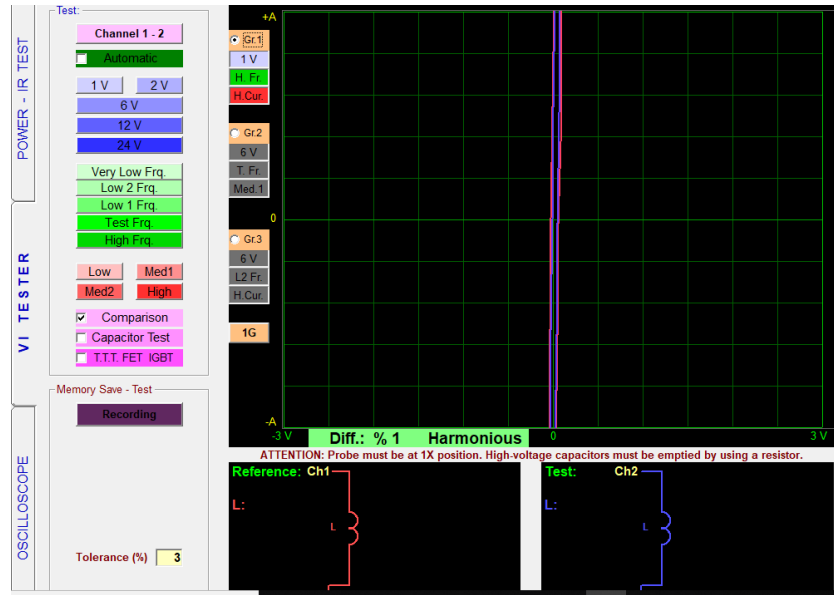 POWER - IR TEST
VI TESTER
OSCILLOSCOPE
Test:
Channel 1 - 2
Automatic
1 V
2 V
6 V
12 V
24 V
Very Low Frq.
Low 2 Frq.
Low 1 Frq.
Test Frq.
High Frq.
Low
Med1
Med2
High
Comparison
Capacitor Test
T.T.T. FET IGBT
Memory Save - Test
Recording
Tolerance (%) 3
Gr.1
1 V
H. Fr.
H.Cur.
Gr.2
6 V
T. Fr.
Med.1
Gr.3
6 V
L2 Fr.
H.Cur.
1G
+A
0
-A
-3 V
0
3 V
Diff.: % 1 Harmonious
ATTENTION: Probe must be at 1X position. High-voltage capacitors must be emptied by using a resistor.
Reference: Ch1
L:
L
Test: Ch2
L:
L